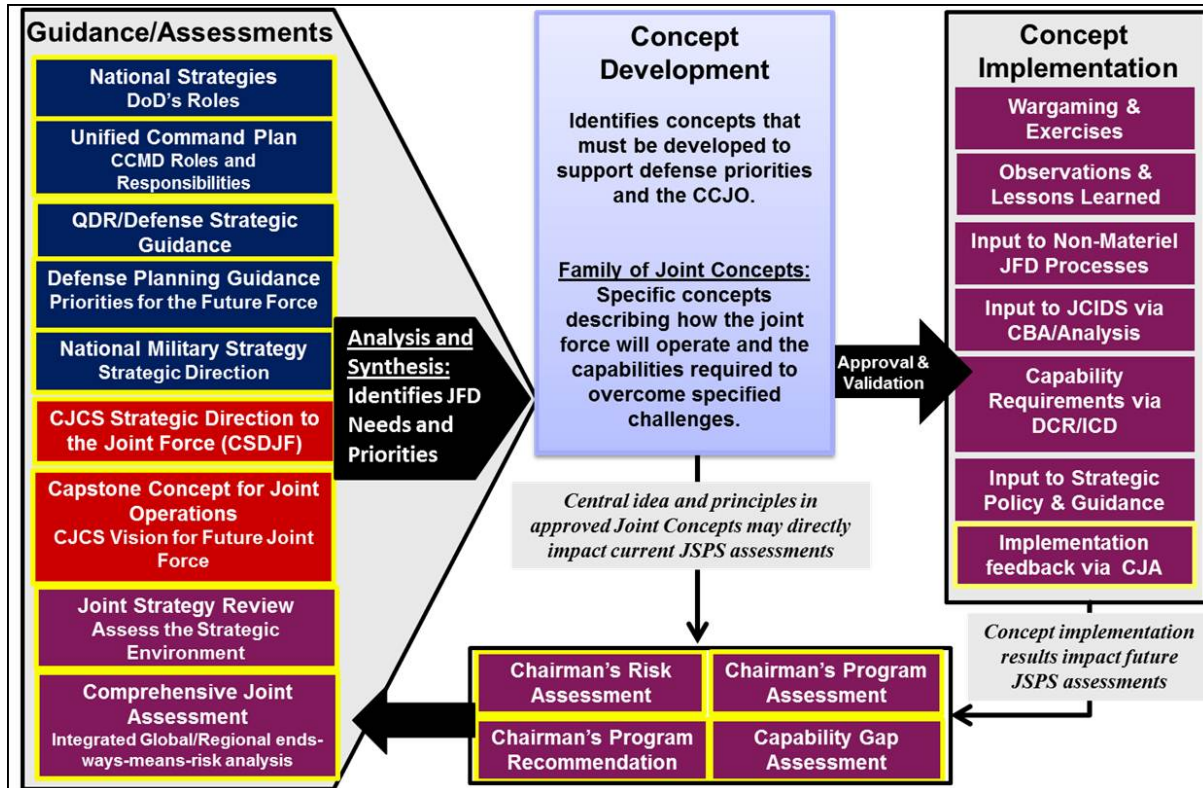 Guidance/Assessments
National Strategies
DoD's Roles
Unified Command Plan
CCMD Roles and
Responsibilities
QDR/Defense Strategic
Guidance
Defense Planning Guidance
Priorities for the Future Force
National Military Strategy
Strategic Direction
CJCS Strategic Direction to
the Joint Force (CSDJF)
Capstone Concept for Joint
Operations
CJCS Vision for Future Joint
Force
Joint Strategy Review
Assess the Strategic
Environment
Comprehensive Joint
Assessment
Integrated Global/Regional ends-
ways-means-risk analysis
Analysis and
Synthesis:
Identifies JFD
Needs and
Priorities
Concept
Development
Identifies concepts that
must be developed to
support defense priorities
and the CCJO.
Family of Joint Concepts:
Specific concepts
describing how the joint
force will operate and the
capabilities required to
overcome specified
challenges.
Approval &
Validation
Concept
Implementation
Wargaming &
Exercises
Observations &
Lessons Learned
Input to Non-Materiel
JFD Processes
Input to JCIDS via
CBA/Analysis
Capability
Requirements via
DCR/ICD
Input to Strategic
Policy & Guidance
Implementation
feedback via CJA
Central idea and principles in
approved Joint Concepts may directly
impact current JSPS assessments
Concept implementation
results impact future
JSPS assessments
Chairman's Risk
Assessment
Chairman's Program
Assessment
Chairman's Program
Recommendation
Capability Gap
Assessment